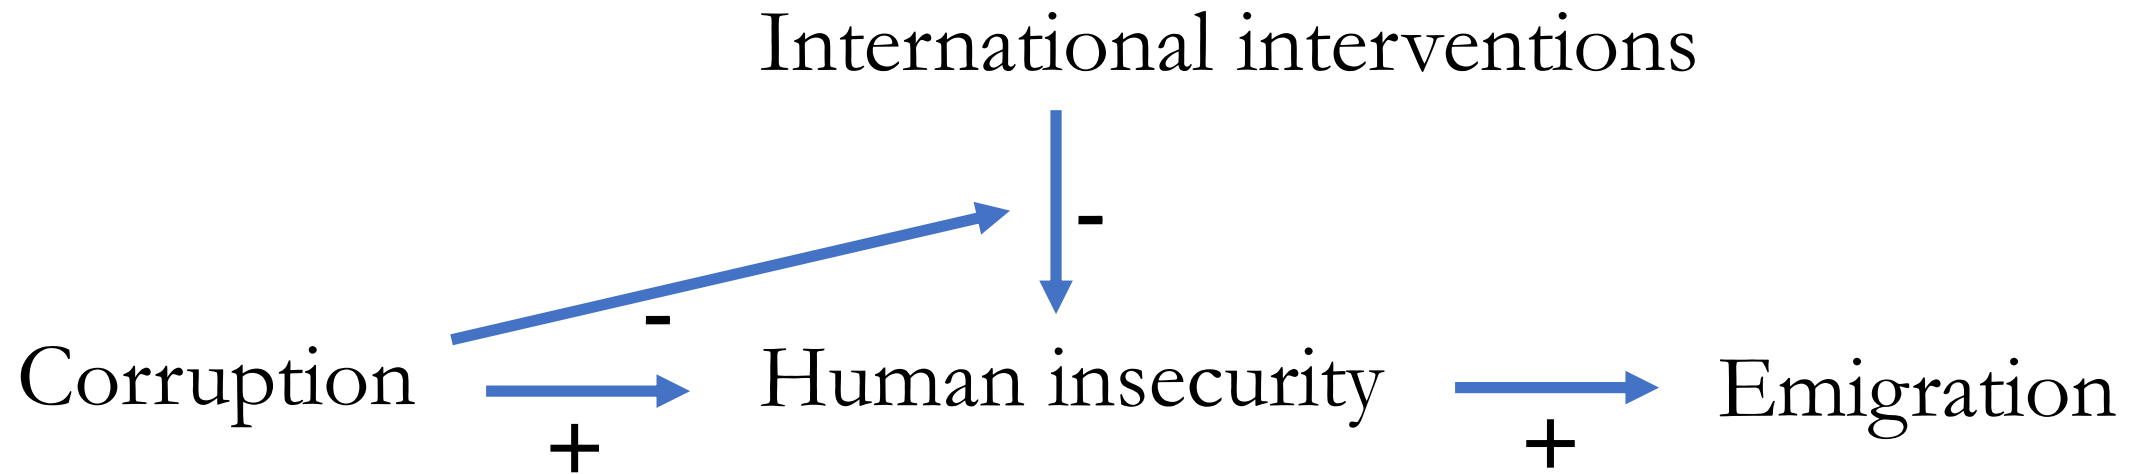 International interventions
-
-
Corruption Human insecurity Emigration
+ +